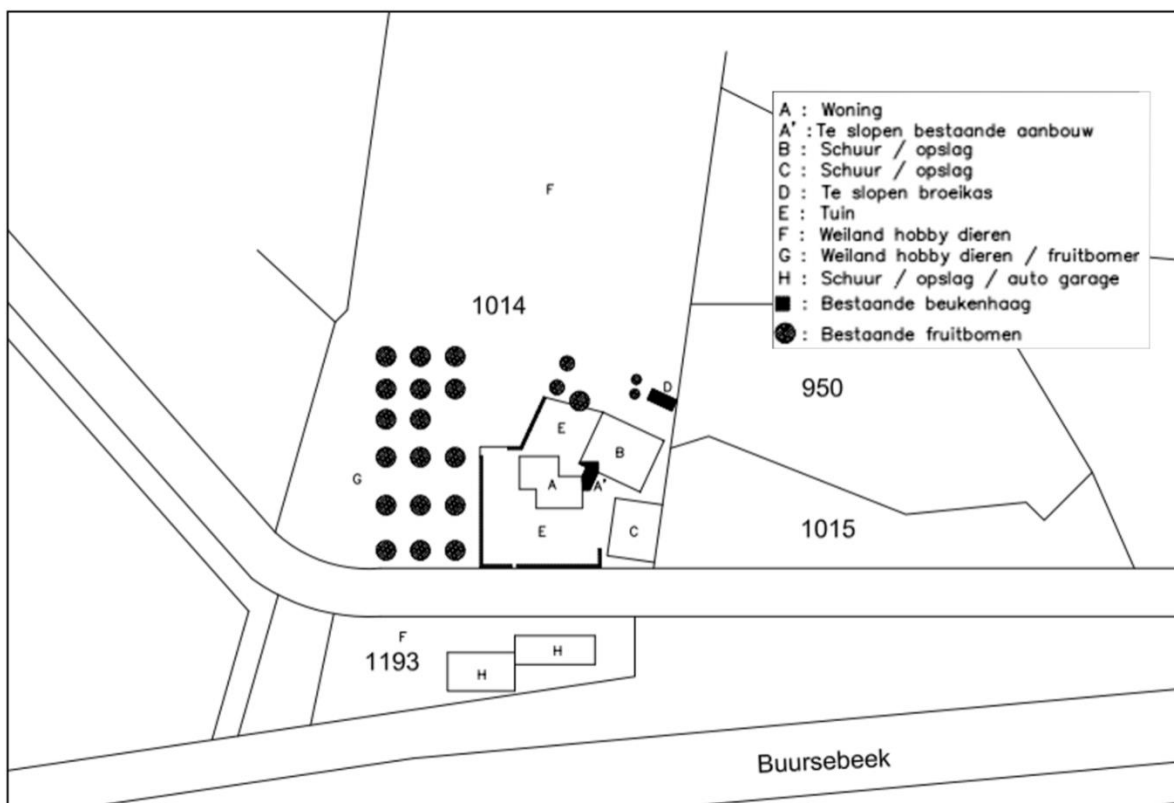 A : Woning
A' : Te slopen bestaande aanbouw
B : Schuur / opslag
C : Schuur / opslag
D : Te slopen broeikas
E : Tuin
F : Weiland hobby dieren
G : Weiland hobby dieren / fruitbomer
H : Schuur / opslag / auto garage
: Bestaande beukenhaag
: Bestaande fruitbomen
F
1014
D
950
E
B
G
A
A'
E
C
1015
F
1193
H
H
Buursebeek